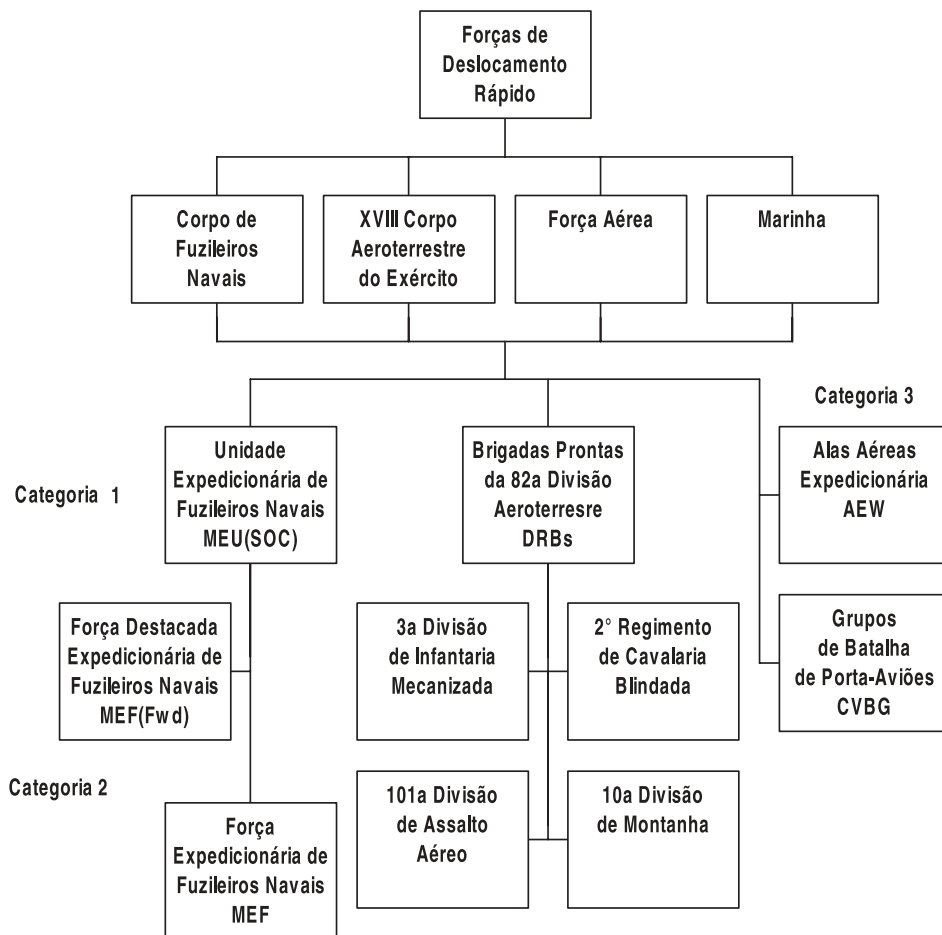 Forças de
Deslocamento
Rápido
Corpo de
Fuzileiros
Navais
XVIII Corpo
Aeroterrestre
do Exército
Força Aérea
Marinha
Categoria 3
Categoria 1
Unidade
Expedicionária de
Fuzileiros Navais
MEU(SOC)
Brigadas Prontas
da 82a Divisão
Aeroterresre
DRBs
Alas Aéreas
Expedicionária
AEW
Força Destacada
Expedicionária de
Fuzileiros Navais
MEF(Fwd)
3a Divisão
de Infantaria
Mecanizada
2° Regimento
de Cavalaria
Blindada
Grupos
de Batalha
de Porta-Aviões
CVBG
Categoria 2
Força
Expedicionária de
Fuzileiros Navais
MEF
101a Divisão
de Assalto
Aéreo
10a Divisão
de Montanha